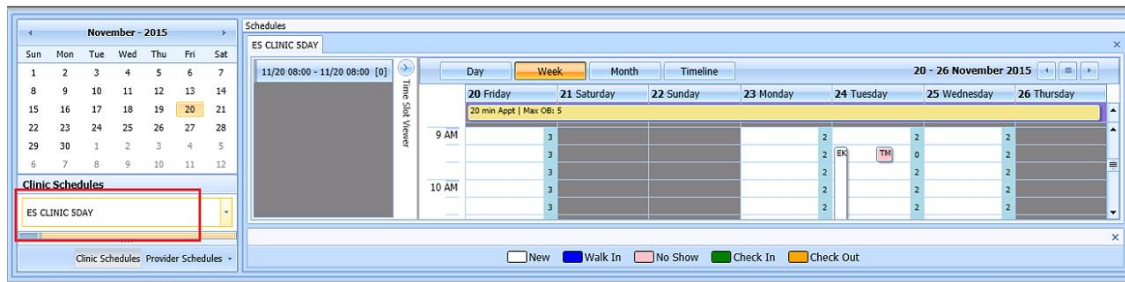 November - 2015
Sun Mon Tue Wed Thu Fri Sat
1 2 3 4 5 6 7
8 9 10 11 12 13 14
15 16 17 18 19 20 21
22 23 24 25 26 27 28
29 30 1 2 3 4 5
6 7 8 9 10 11 12
Clinic Schedules
ES CLINIC 5DAY
Clinic Schedules Provider Schedules
Schedules
ES CLINIC 5DAY
11/20 08:00 - 11/20 08:00 [0]
Time Slot Viewer
Day Week Month Timeline 20 - 26 November 2015
20 Friday 21 Saturday 22 Sunday 23 Monday 24 Tuesday 25 Wednesday 26 Thursday
20 min Appt | Max OB: 5
9 AM 3 2 2 2
3 2 EK TM 0 2
3 2 2 2
10 AM 3 2 2 2
3 2 2 2
New Walk In No Show Check In Check Out